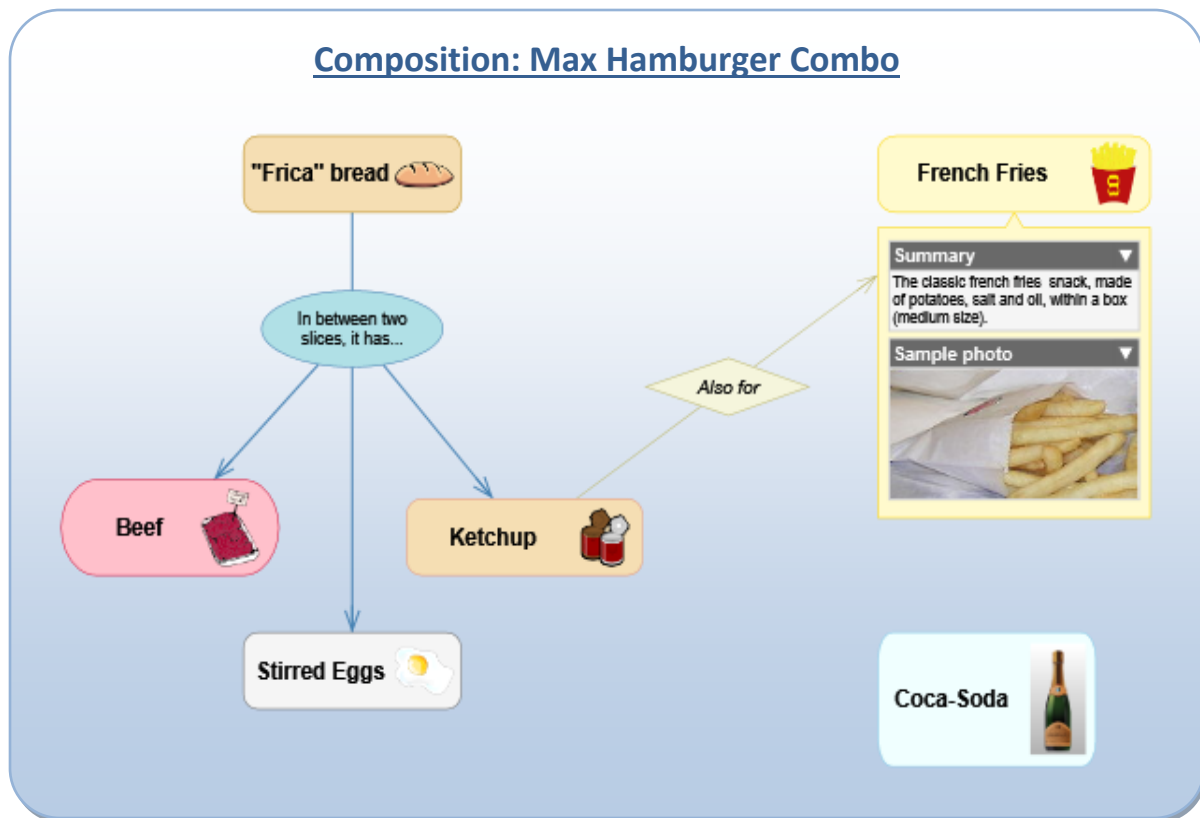 Composition: Max Hamburger Combo
"Frica" bread
French Fries
Summary
The classic french fries snack, made
of potatoes, salt and oil, within a box
(medium size).
In between two
slices, it has...
Sample photo
Also for
Beef
Ketchup
Stirred Eggs
Coca-Soda